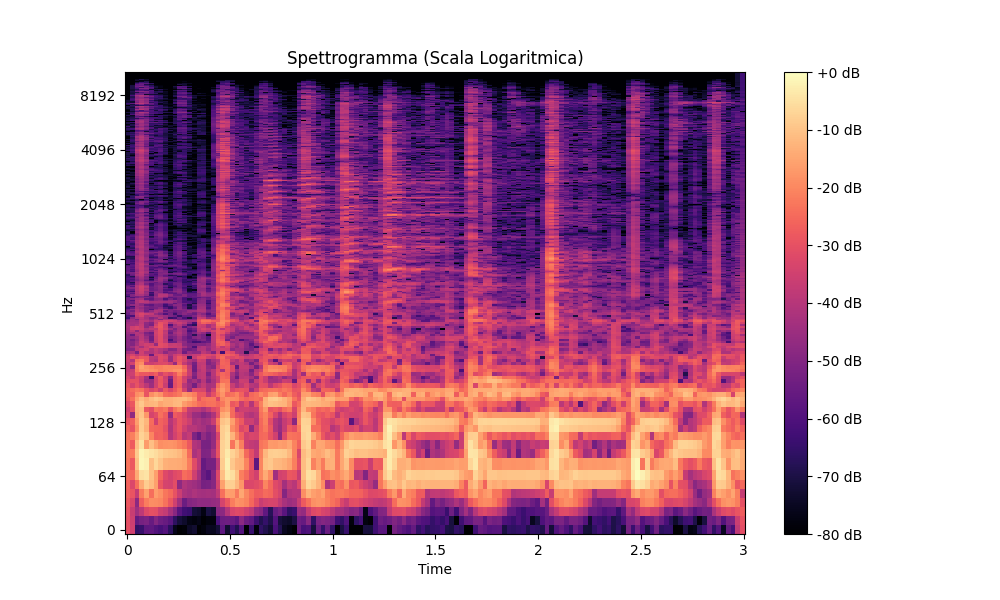 Spettrogramma (Scala Logaritmica)
Hz
8192
4096
2048
1024
512
256
128
64
0
0 0.5 1 1.5 2 2.5 3
Time
+0 dB
-10 dB
-20 dB
-30 dB
-40 dB
-50 dB
-60 dB
-70 dB
-80 dB